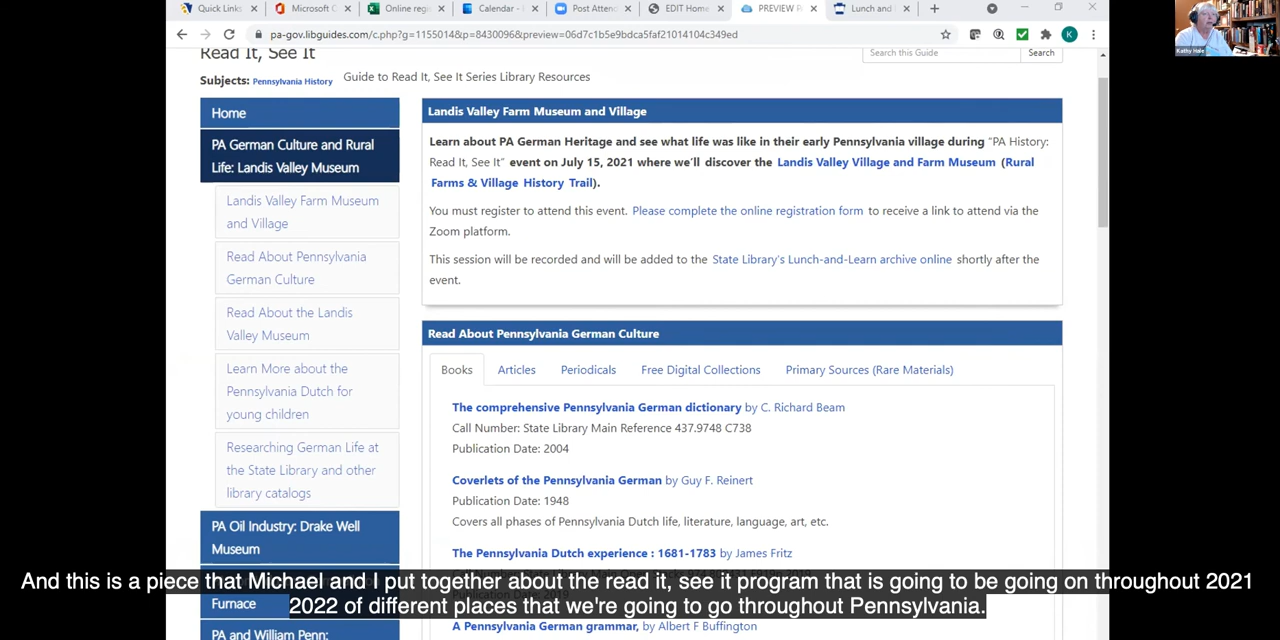 Quick Links
Microsoft O
Online regi
Calendar -
Post Attend
EDIT Home
PREVIEW R
Lunch and
pa-gov.libguides.com/c.php?g=1155014&p=8430096&preview=06d7c1b5e9bdca5faf21014104c349ed
K
Kathy Hale
Read It, See It
Search this Guide
Search
Subjects: Pennsylvania History
Guide to Read It, See It Series Library Resources
Home
PA German Culture and Rural
Life: Landis Valley Museum
Landis Valley Farm Museum
and Village
Read About Pennsylvania
German Culture
Read About the Landis
Valley Museum
Learn More about the
Pennsylvania Dutch for
young children
Researching German Life at
the State Library and other
library catalogs
PA Oil Industry: Drake Well
Museum
Furnace
PA and William Penn:
Landis Valley Farm Museum and Village
Learn about PA German Heritage and see what life was like in their early Pennsylvania village during "PA History:
Read It, See It" event on July 15, 2021 where we'll discover the Landis Valley Village and Farm Museum (Rural
Farms & Village History Trail).
You must register to attend this event. Please complete the online registration form to receive a link to attend via the
Zoom platform.
This session will be recorded and will be added to the State Library's Lunch-and-Learn archive online shortly after the
event.
Read About Pennsylvania German Culture
Books
Articles
Periodicals
Free Digital Collections
Primary Sources (Rare Materials)
The comprehensive Pennsylvania German dictionary by C. Richard Beam
Call Number: State Library Main Reference 437.9748 C738
Publication Date: 2004
Coverlets of the Pennsylvania German by Guy F. Reinert
Publication Date: 1948
Covers all phases of Pennsylvania Dutch life, literature, language, art, etc.
The Pennsylvania Dutch experience : 1681-1783 by James Fritz
A Pennsylvania German grammar, by Albert F Buffington
And this is a piece that Michael and I put together about the read it, see it program that is going to be going on throughout 2021
2022 of different places that we're going to go throughout Pennsylvania.